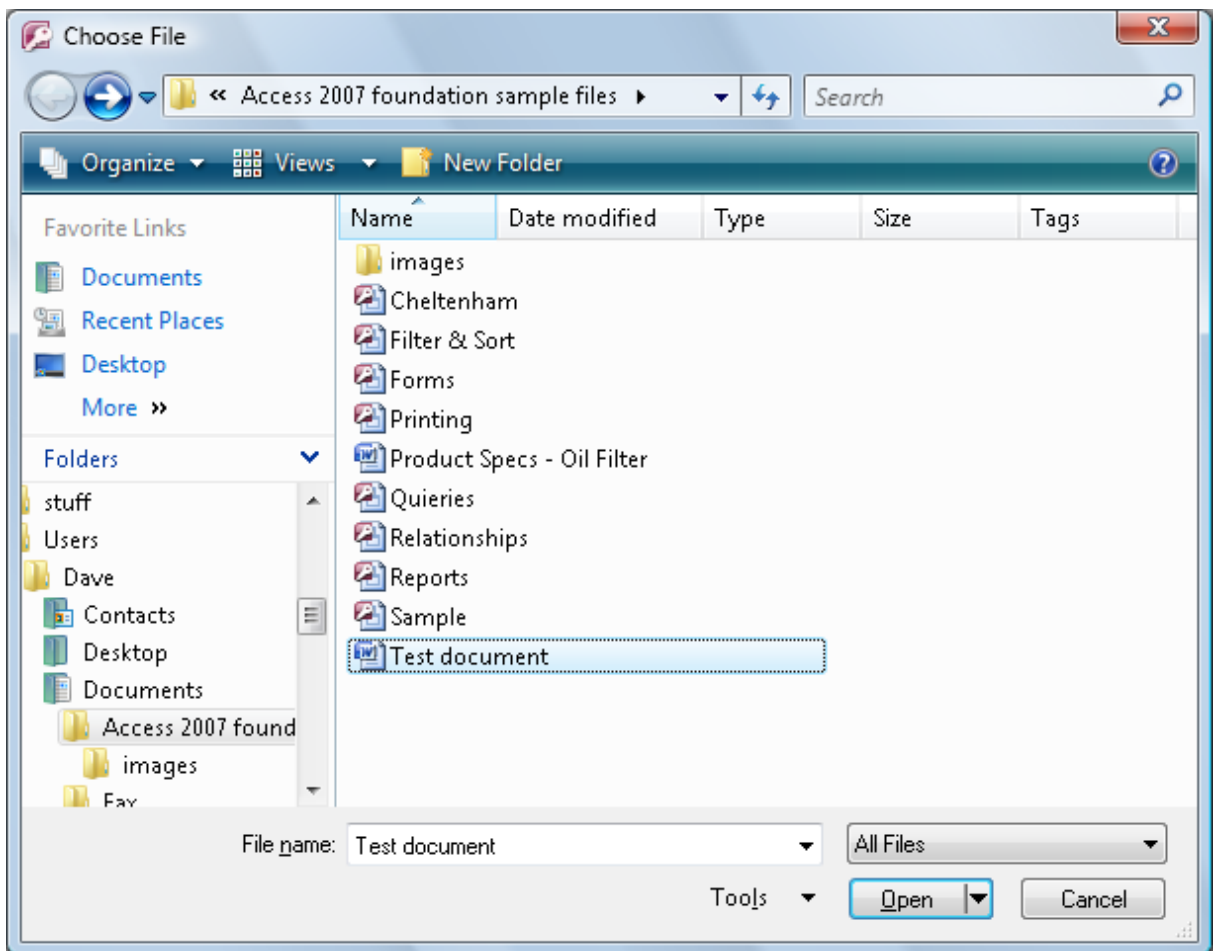 Choose File
« Access 2007 foundation sample files
Search
Organize Views New Folder
Favorite Links
Documents
Recent Places
Desktop
More »
Folders
stuff
Users
Dave
Contacts
Desktop
Documents
Access 2007 found
images
Fax
Name Date modified Type Size Tags
images
Cheltenham
Filter & Sort
Forms
Printing
Product Specs - Oil Filter
Quieries
Relationships
Reports
Sample
Test document
File name: Test document All Files
Tools Open Cancel